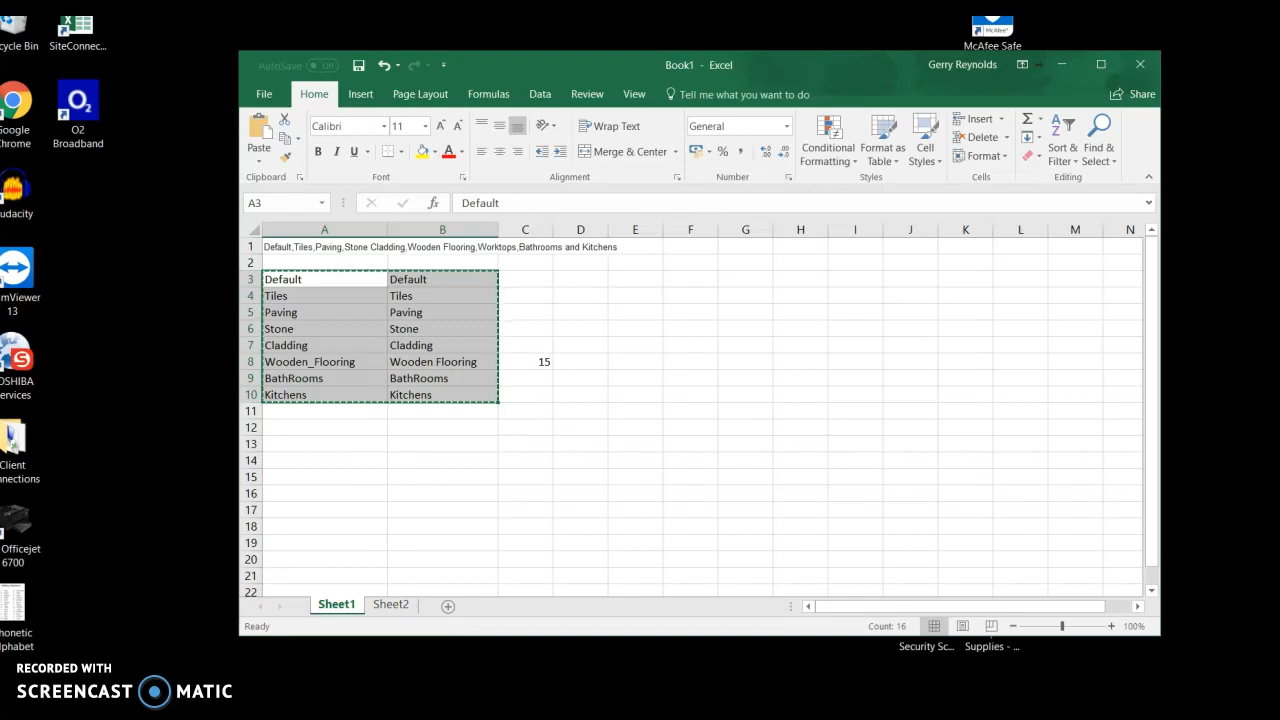 cycle Bin
SiteConnec...
McAfee
McAfee Safe
Google
Chrome
O2
O2
Broadband
udacity
mViewer
13
OSHIBA
ervices
Client
nnections
Officejet
6700
honetic
lphabet
AutoSave Off
Book1 - Excel
Gerry Reynolds
File Home Insert Page Layout Formulas Data Review View Tell me what you want to do Share
Paste
Clipboard
Calibri 11
B I U A
Font
Wrap Text
Merge & Center
Alignment
General
% ,
Number
Conditional
Formatting
Format as
Table
Cell
Styles
Styles
Insert
Delete
Format
Cells
Σ
Sort &
Filter
Find &
Select
Editing
A3 fx Default
A B C D E F G H I J K L M N
1 Default,Tiles,Paving,Stone Cladding,Wooden Flooring,Worktops,Bathrooms and Kitchens
2
3 Default Default
4 Tiles Tiles
5 Paving Paving
6 Stone Stone
7 Cladding Cladding
8 Wooden_Flooring Wooden Flooring 15
9 BathRooms BathRooms
10 Kitchens Kitchens
11
12
13
14
15
16
17
18
19
20
21
22
Sheet1 Sheet2
Ready Count: 16 100%
Security Sc... Supplies - ...
RECORDED WITH
SCREENCAST MATIC